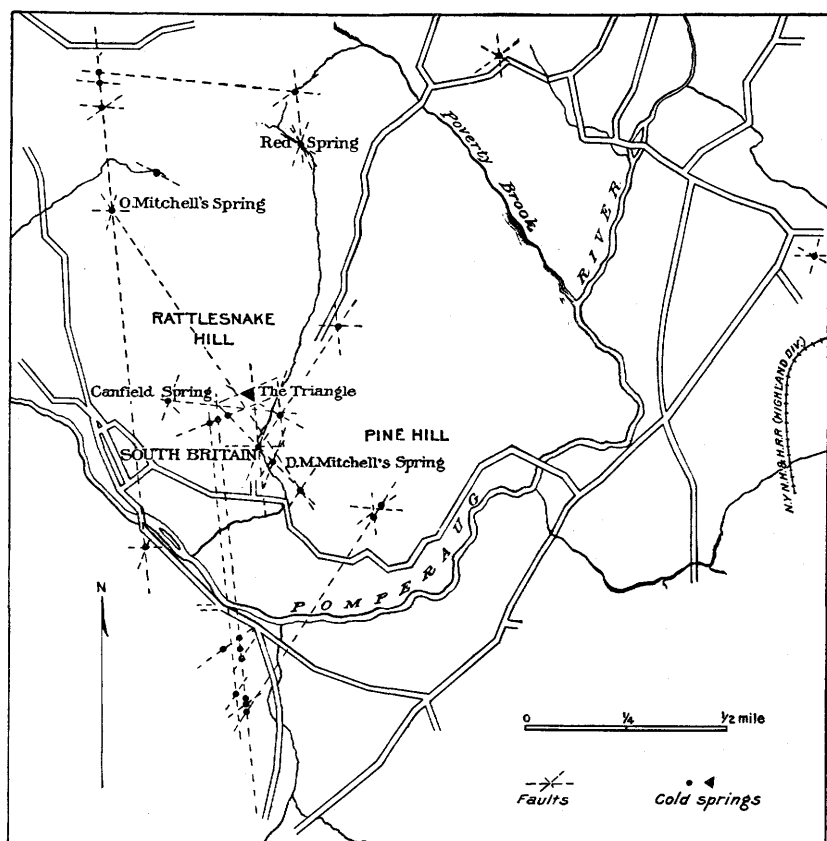 Red Spring
Poverty Brook
O.Mitchell's Spring
RIVER
RATTLESNAKE
HILL
Canfield Spring
The Triangle
PINE HILL
SOUTH BRITAIN
D.M.Mitchell's Spring
N.Y.N.H.& H.R.R (HIGHLAND DIV.)
POMPERAUG
N
0 1/4 1/2 mile
Faults
Cold springs